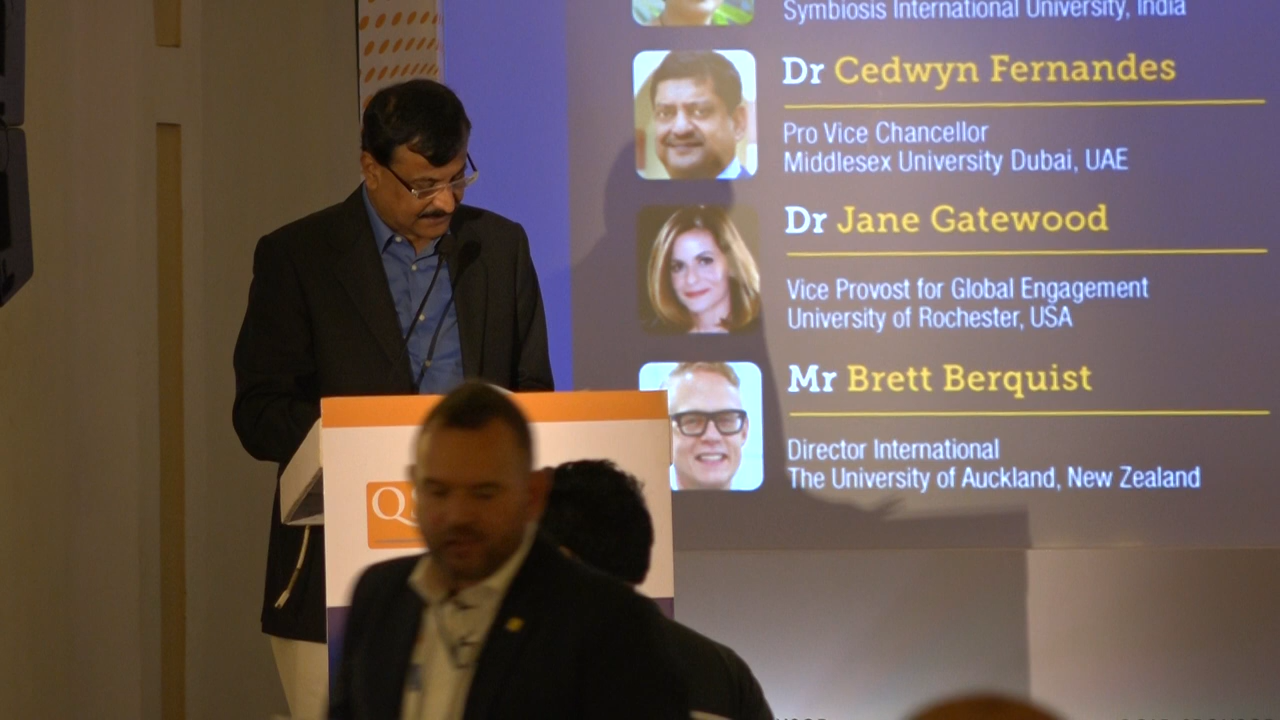 Symbiosis International University, India
Dr Cedwyn Fernandes
Pro Vice Chancellor
Middlesex University Dubai, UAE
Dr Jane Gatewood
Vice Provost for Global Engagement
University of Rochester, USA
Mr Brett Berquist
Director International
The University of Auckland, New Zealand
QS